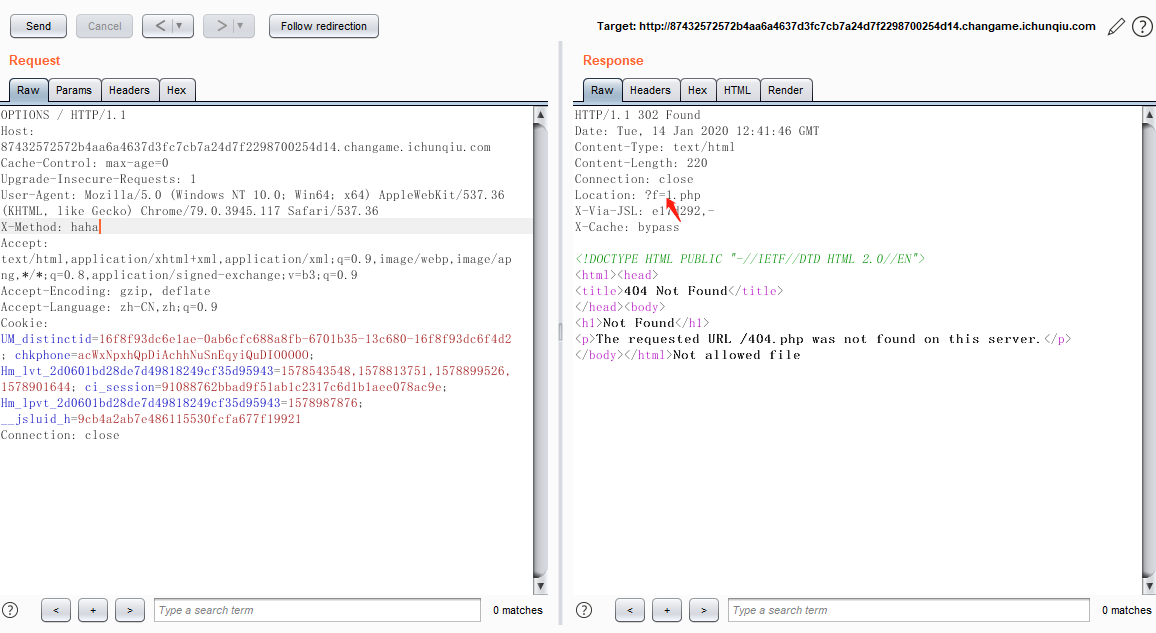 Send Cancel < ▼ > ▼ Follow redirection Target: http://87432572572b4aa6a4637d3fc7cb7a24d7f2298700254d14.changame.ichunqiu.com ?
Request
Raw Params Headers Hex
OPTIONS / HTTP/1.1
Host:
87432572572b4aa6a4637d3fc7cb7a24d7f2298700254d14.changame.ichunqiu.com
Cache-Control: max-age=0
Upgrade-Insecure-Requests: 1
User-Agent: Mozilla/5.0 (Windows NT 10.0; Win64; x64) AppleWebKit/537.36
(KHTML, like Gecko) Chrome/79.0.3945.117 Safari/537.36
X-Method: haha
Accept:
text/html,application/xhtml+xml,application/xml;q=0.9,image/webp,image/ap
ng,*/*;q=0.8,application/signed-exchange;v=b3;q=0.9
Accept-Encoding: gzip, deflate
Accept-Language: zh-CN,zh;q=0.9
Cookie:
UM_distinctid=16f8f93dc6e1ae-0ab6cfc688a8fb-6701b35-13c680-16f8f93dc6f4d2
; chkphone=acWxNpxhQpDiAchhNuSnEqyiQuDIO0O0O;
Hm_lvt_2d0601bd28de7d49818249cf35d95943=1578543548,1578813751,1578899526,
1578901644; ci_session=91088762bbad9f51ab1c2317c6d1b1aee078ac9e;
Hm_lpvt_2d0601bd28de7d49818249cf35d95943=1578987876;
__jsluid_h=9cb4a2ab7e486115530fcfa677f19921
Connection: close
? < + > Type a search term 0 matches
Response
Raw Headers Hex HTML Render
HTTP/1.1 302 Found
Date: Tue, 14 Jan 2020 12:41:46 GMT
Content-Type: text/html
Content-Length: 220
Connection: close
Location: ?f=1.php
X-Via-JSL: 292,-
X-Cache: bypass
<!DOCTYPE HTML PUBLIC "-//IETF//DTD HTML 2.0//EN">
<html><head>
<title>404 Not Found</title>
</head><body>
<h1>Not Found</h1>
<p>The requested URL /404.php was not found on this server.</p>
</body></html>Not allowed file
? < + > Type a search term 0 matches